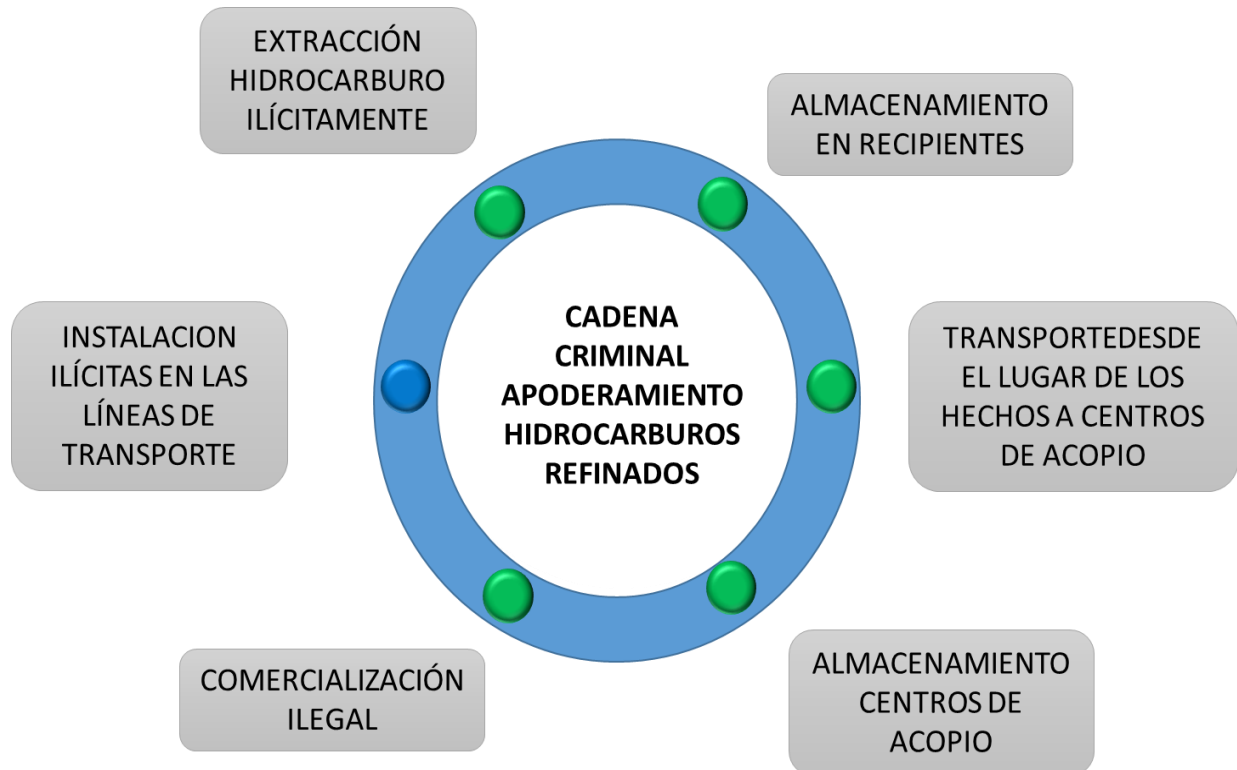 EXTRACCIÓN
HIDROCARBURO
ILÍCITAMENTE
ALMACENAMIENTO
EN RECIPIENTES
CADENA
CRIMINAL
APODERAMIENTO
HIDROCARBUROS
REFINADOS
INSTALACION
ILÍCITAS EN LAS
LÍNEAS DE
TRANSPORTE
TRANSPORTEDESDE
EL LUGAR DE LOS
HECHOS A CENTROS
DE ACOPIO
COMERCIALIZACIÓN
ILEGAL
ALMACENAMIENTO
CENTROS DE
ACOPIO